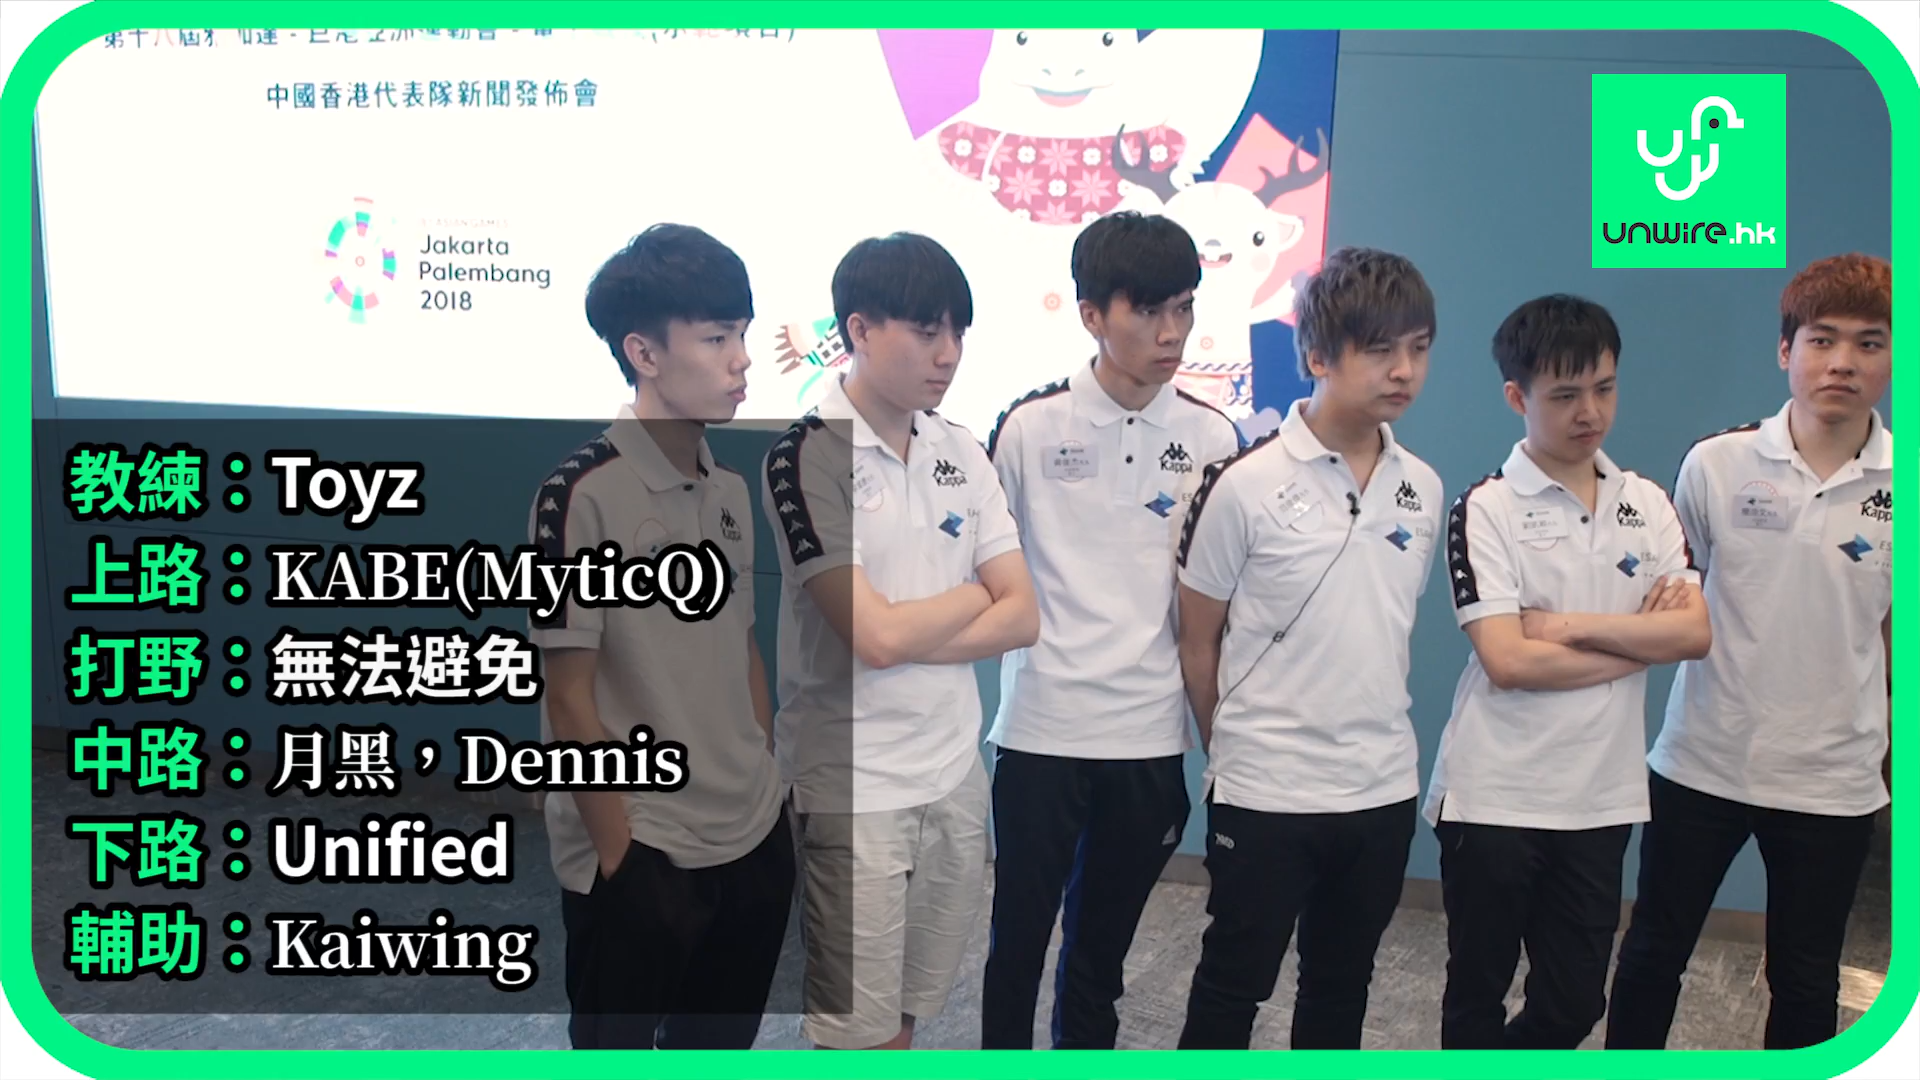 中國香港代表隊新聞發佈會
Jakarta
Palembang
2018
unwire.hk
Kappa
Kappa
Kappa
Kappa
Kappa
教練：Toyz
上路：KABE(MyticQ)
打野：無法避免
中路：月黑，Dennis
下路：Unified
輔助：Kaiwing